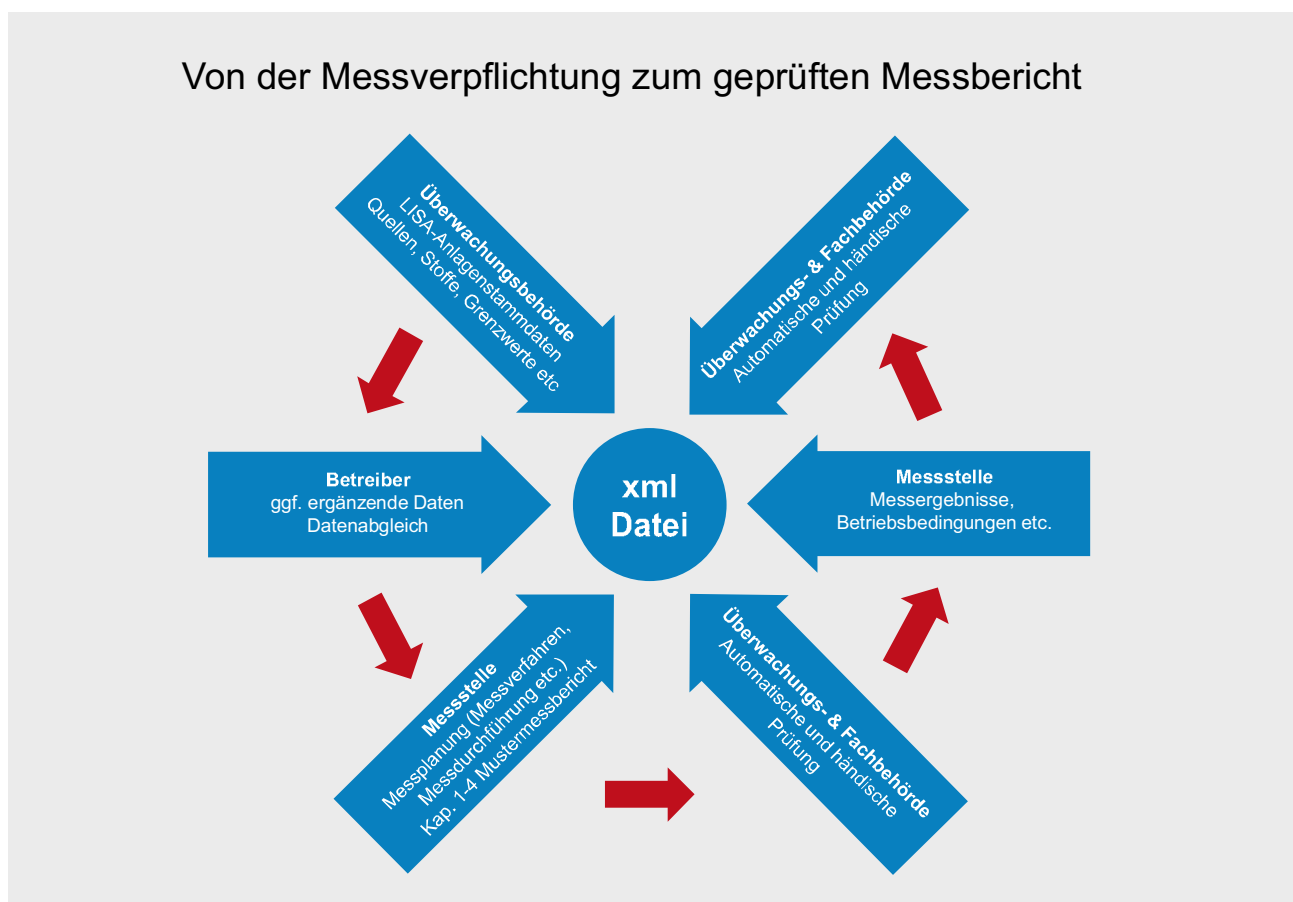 Von der Messverpflichtung zum geprüften Messbericht
Überwachungsbehörde
LISA-Anlagenstammdaten
Quellen, Stoffe, Grenzwerte etc
Überwachungs- & Fachbehörde
Automatische und händische
Prüfung
Betreiber
ggf. ergänzende Daten
Datenabgleich
xml
Datei
Messstelle
Messergebnisse,
Betriebsbedingungen etc.
Messstelle
Messplanung (Messverfahren,
Messdurchführung etc.)
Kap. 1-4 Mustermessbericht
Überwachungs- & Fachbehörde
Automatische und händische
Prüfung